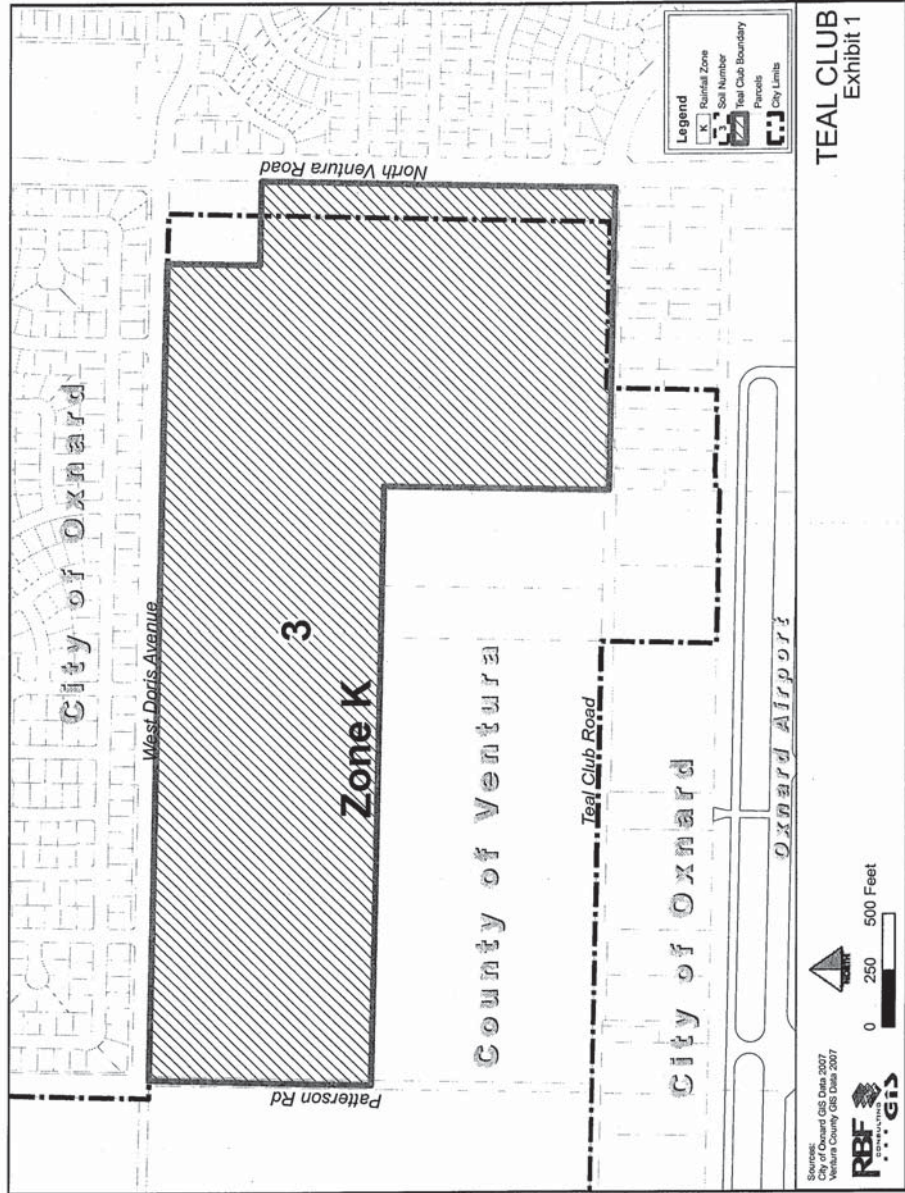 City of Oxnard
West Doris Avenue
North Ventura Road
3
Zone K
Patterson Rd
County of Ventura
Teal Club Road
City of Oxnard
Oxnard Airport
Legend
K Rainfall Zone
3 Soil Number
Teal Club Boundary
Parcels
City Limits
Sources:
City of Oxnard GIS Data 2007
Ventura County GIS Data 2007
RBF
CONSULTING
GIS
NORTH
0 250 500 Feet
TEAL CLUB
Exhibit 1